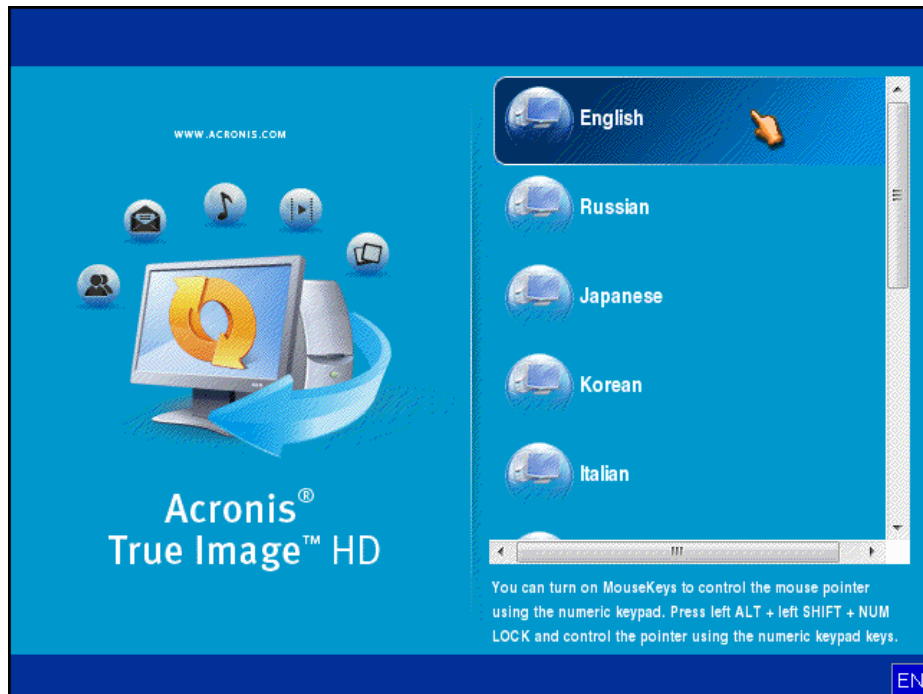 WWW.ACRONIS.COM
Acronis®
True Image™ HD
English
Russian
Japanese
Korean
Italian
You can turn on MouseKeys to control the mouse pointer
using the numeric keypad. Press left ALT + left SHIFT + NUM
LOCK and control the pointer using the numeric keypad keys.
EN